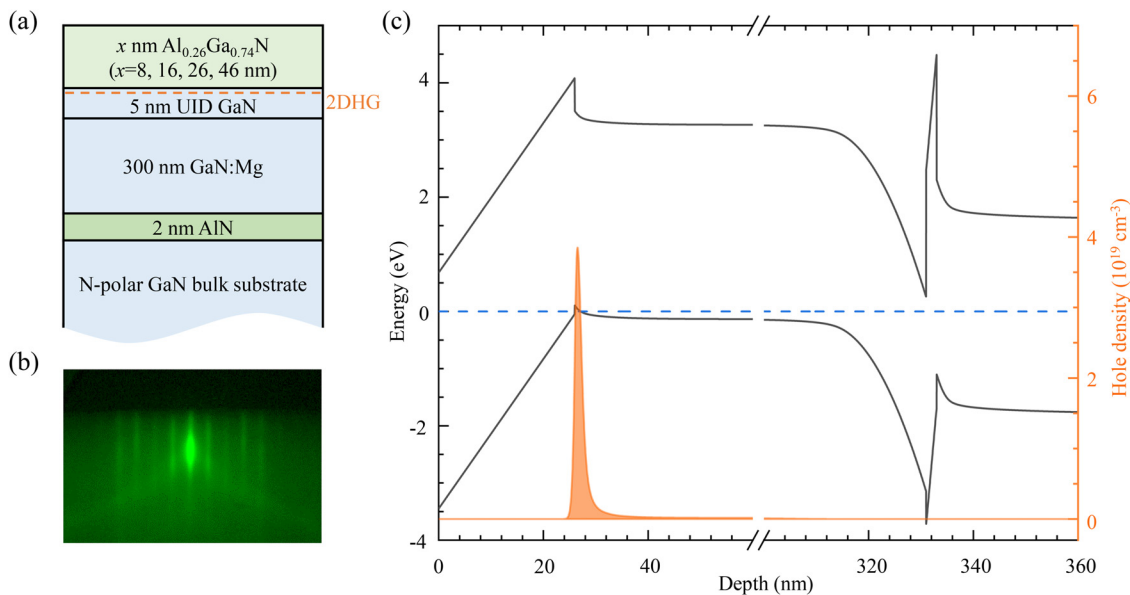 (a)
x nm Al0.26Ga0.74N
(x=8, 16, 26, 46 nm)
2DHG
5 nm UID GaN
300 nm GaN:Mg
2 nm AlN
N-polar GaN bulk substrate
(b)
(c)
Energy (eV)
4
2
0
-2
-4
0
20
40
320
340
360
Depth (nm)
6
4
2
0
Hole density (10¹⁹ cm⁻³)